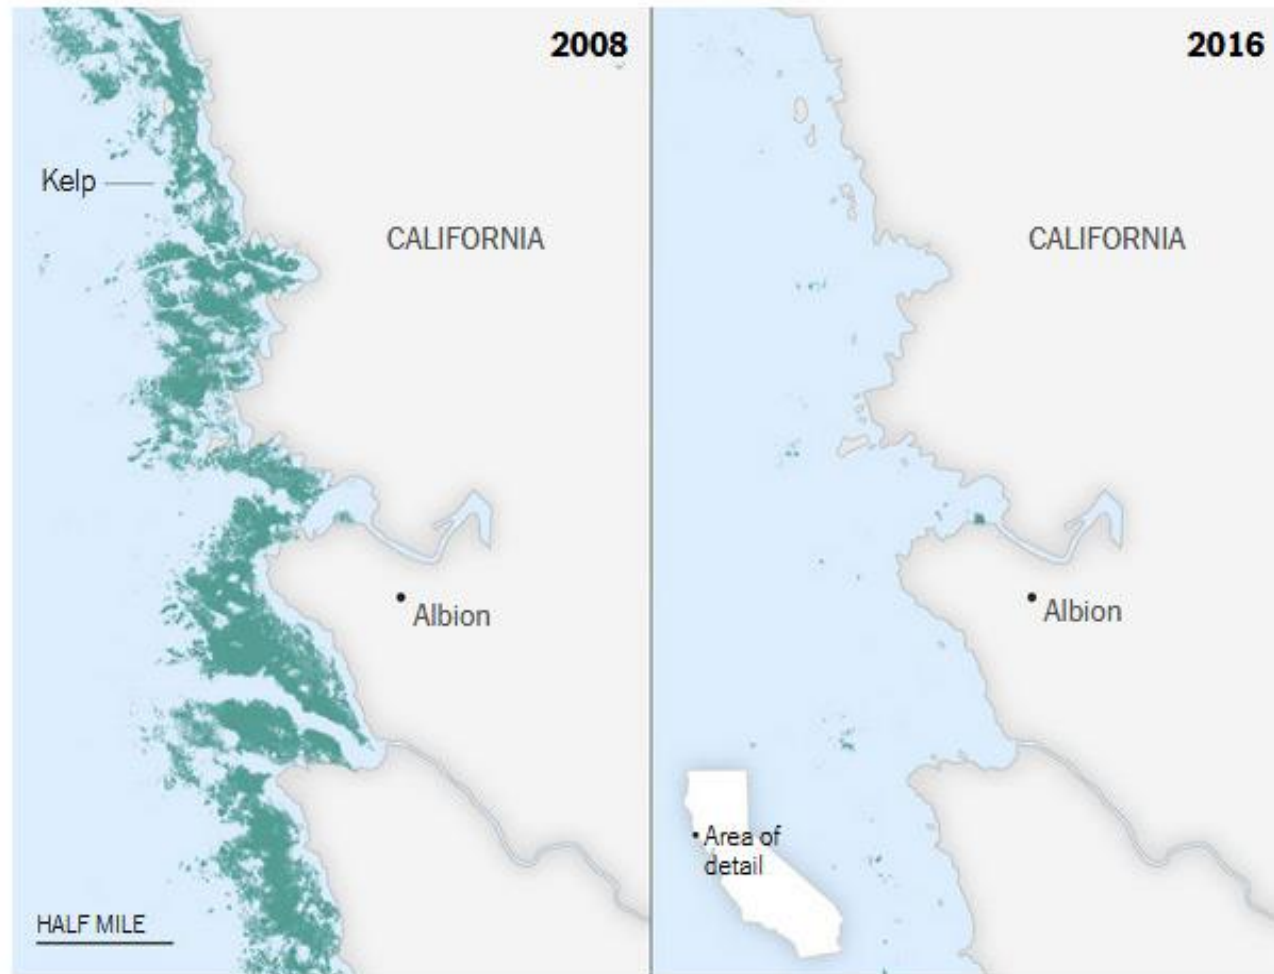 2008
Kelp
CALIFORNIA
Albion
HALF MILE
2016
CALIFORNIA
Albion
Area of
detail